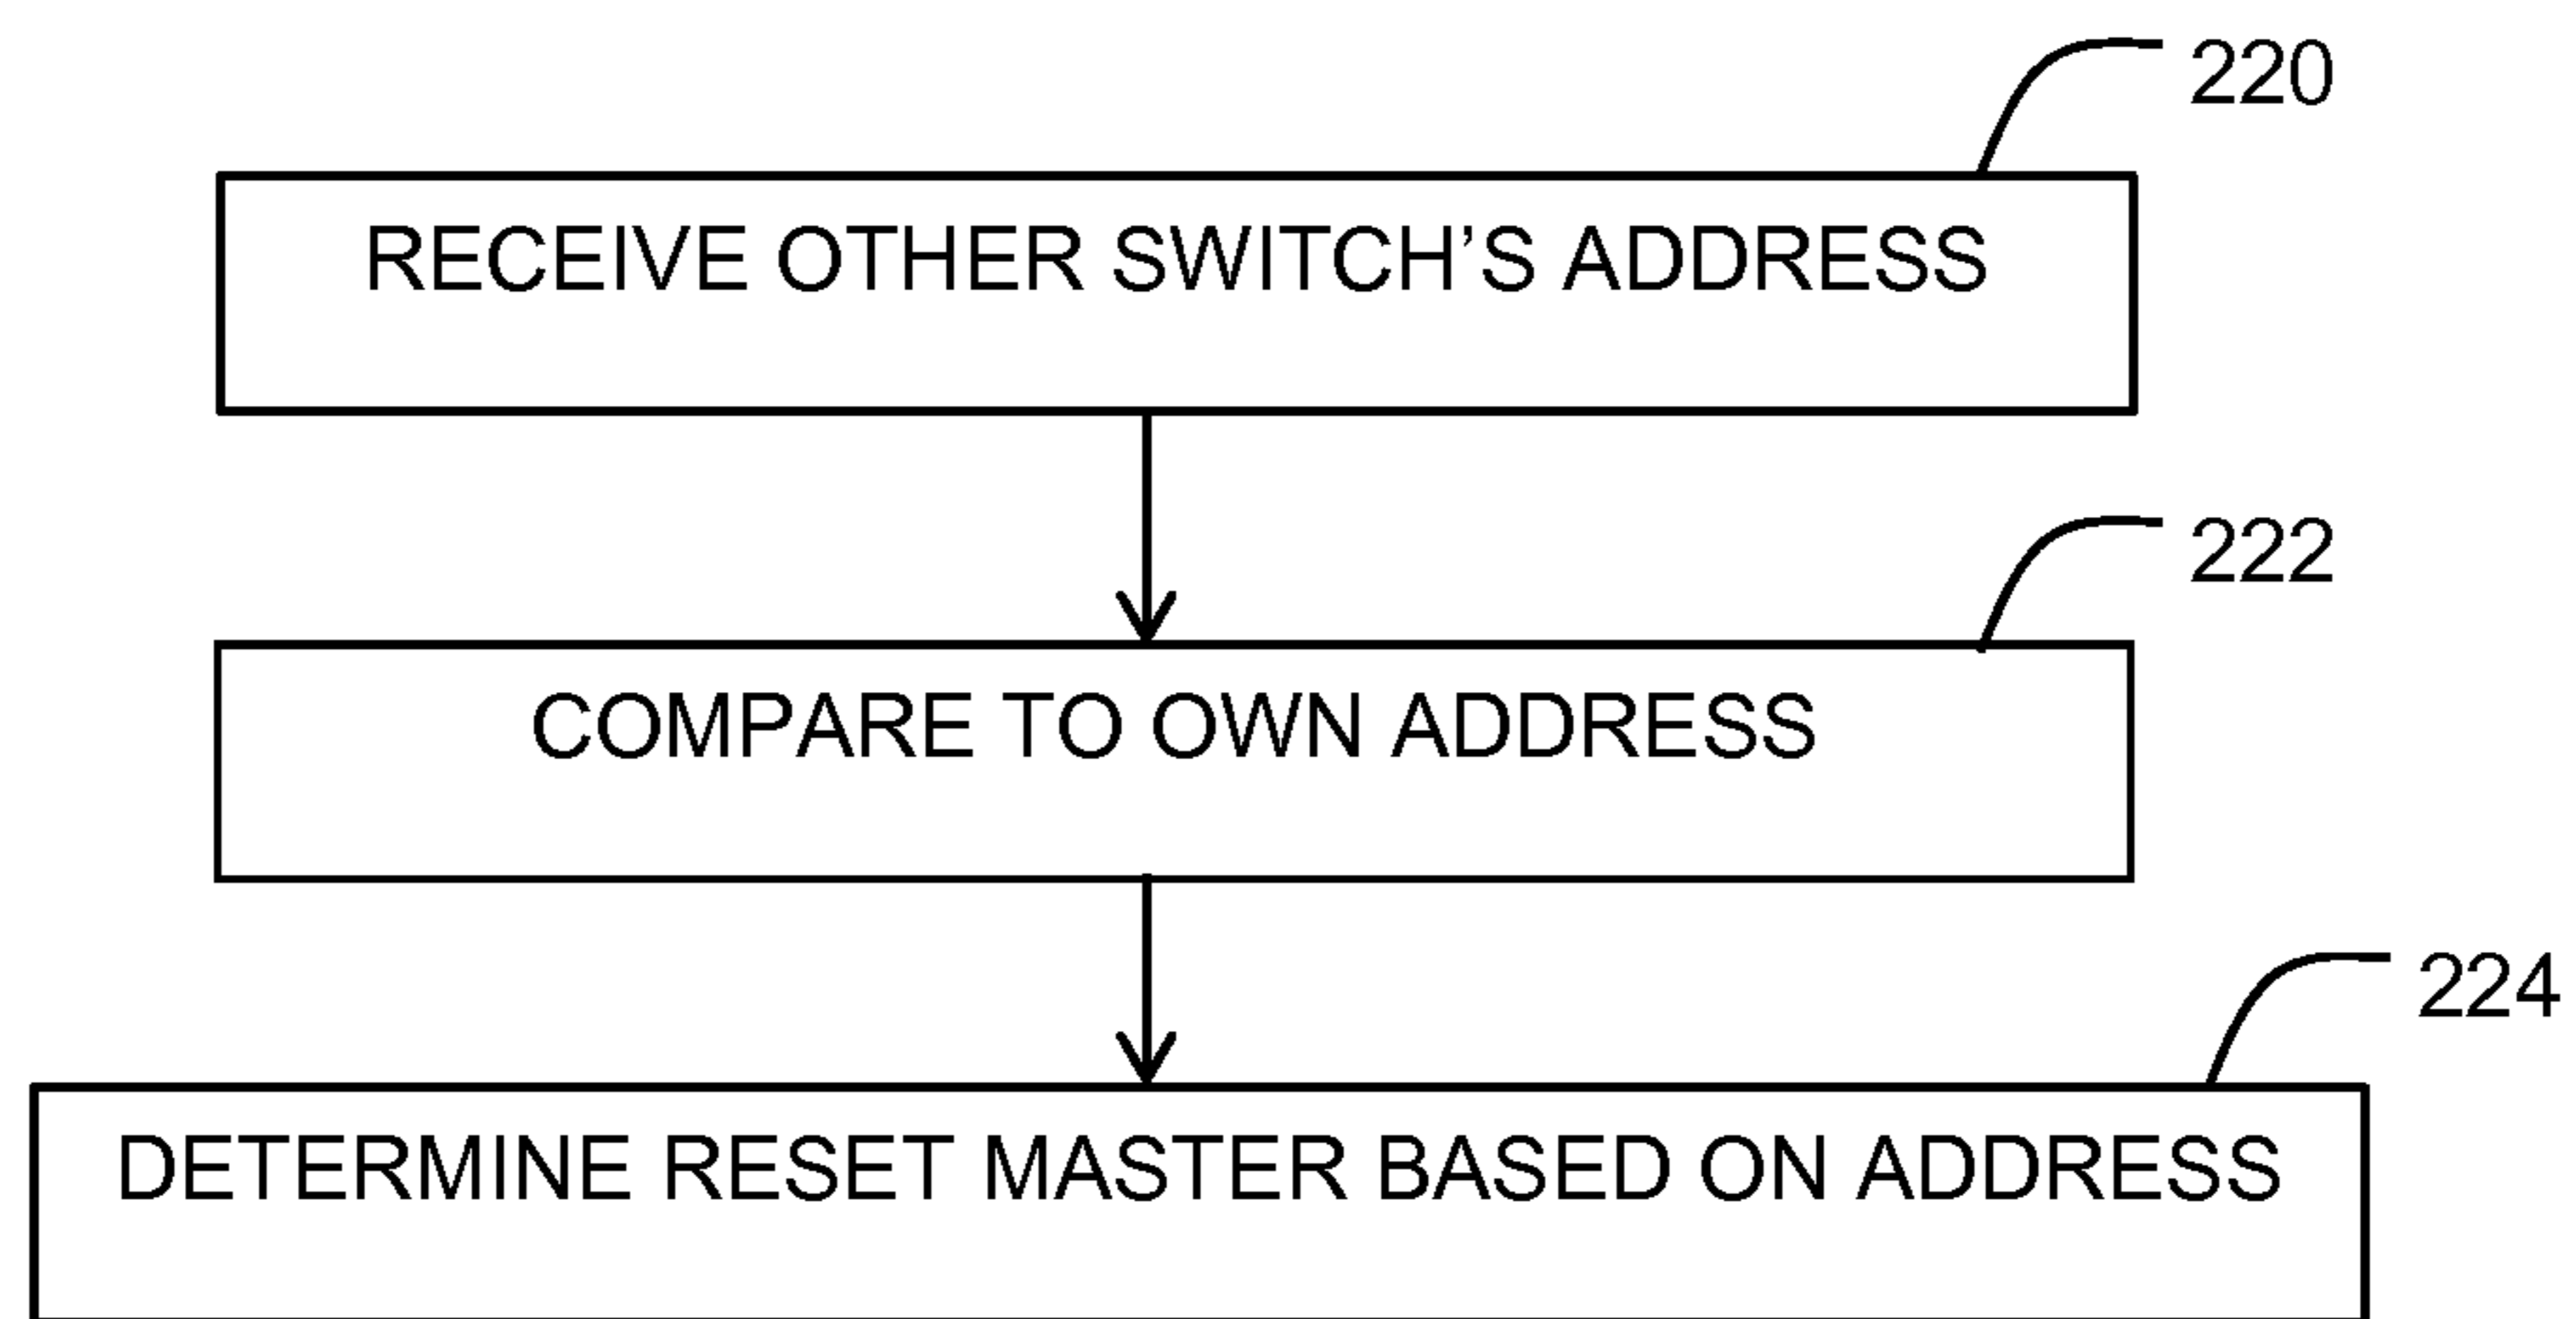 220
RECEIVE OTHER SWITCH’S ADDRESS
222
COMPARE TO OWN ADDRESS
224
DETERMINE RESET MASTER BASED ON ADDRESS